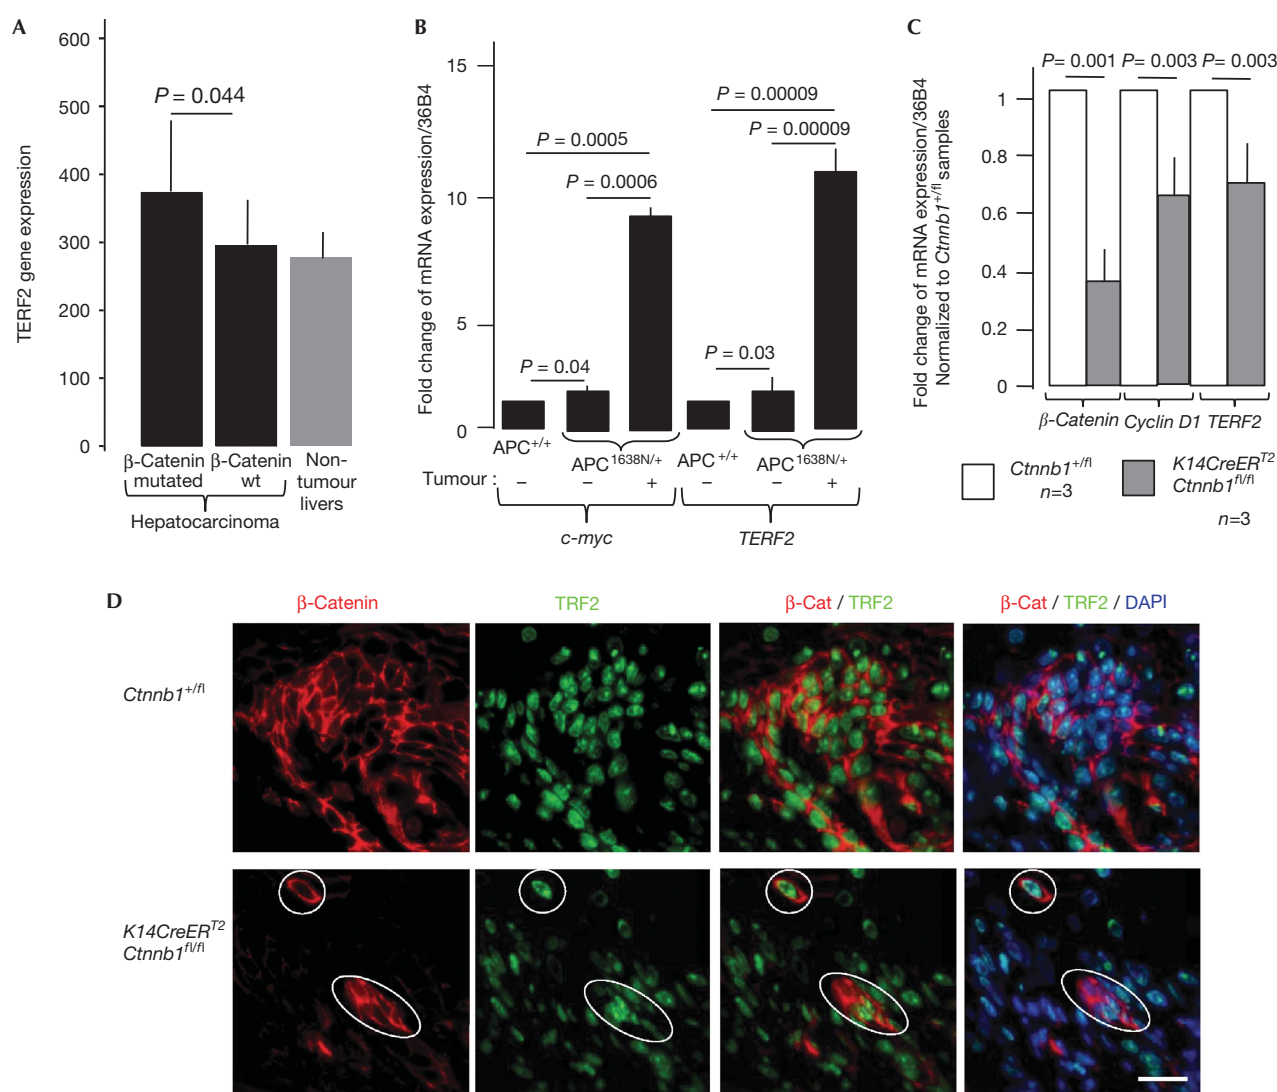 A
TERF2 gene expression
600
500
400
300
200
100
0
P = 0.044
β-Catenin mutated
β-Catenin wt
Non-tumour livers
Hepatocarcinoma
B
Fold change of mRNA expression/36B4
15
10
5
0
P = 0.0005
P = 0.0006
P = 0.04
P = 0.00009
P = 0.00009
P = 0.03
APC+/+
APC1638N/+
APC+/+
APC1638N/+
Tumour : – – + – – +
c-myc
TERF2
C
Fold change of mRNA expression/36B4
Normalized to Ctnnb1+/fl samples
P= 0.001 P= 0.003 P= 0.003
1
0.8
0.6
0.4
0.2
0
β-Catenin Cyclin D1 TERF2
Ctnnb1+/fl
n=3
K14CreERT2
Ctnnb1fl/fl
n=3
D
β-Catenin
TRF2
β-Cat / TRF2
β-Cat / TRF2 / DAPI
Ctnnb1+/fl
K14CreERT2
Ctnnb1fl/fl